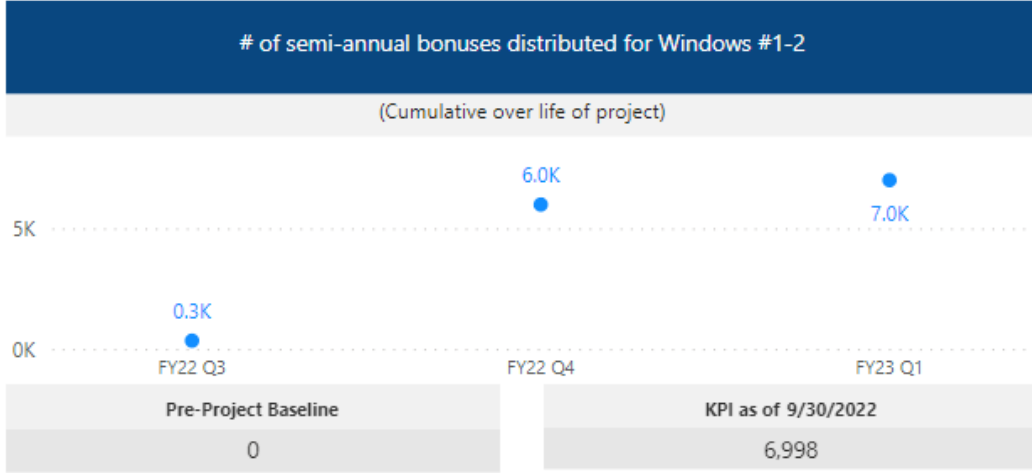 # of semi-annual bonuses distributed for Windows #1-2
(Cumulative over life of project)
6.0K
7.0K
5K
0.3K
0K
FY22 Q3 FY22 Q4 FY23 Q1
Pre-Project Baseline KPI as of 9/30/2022
0 6,998